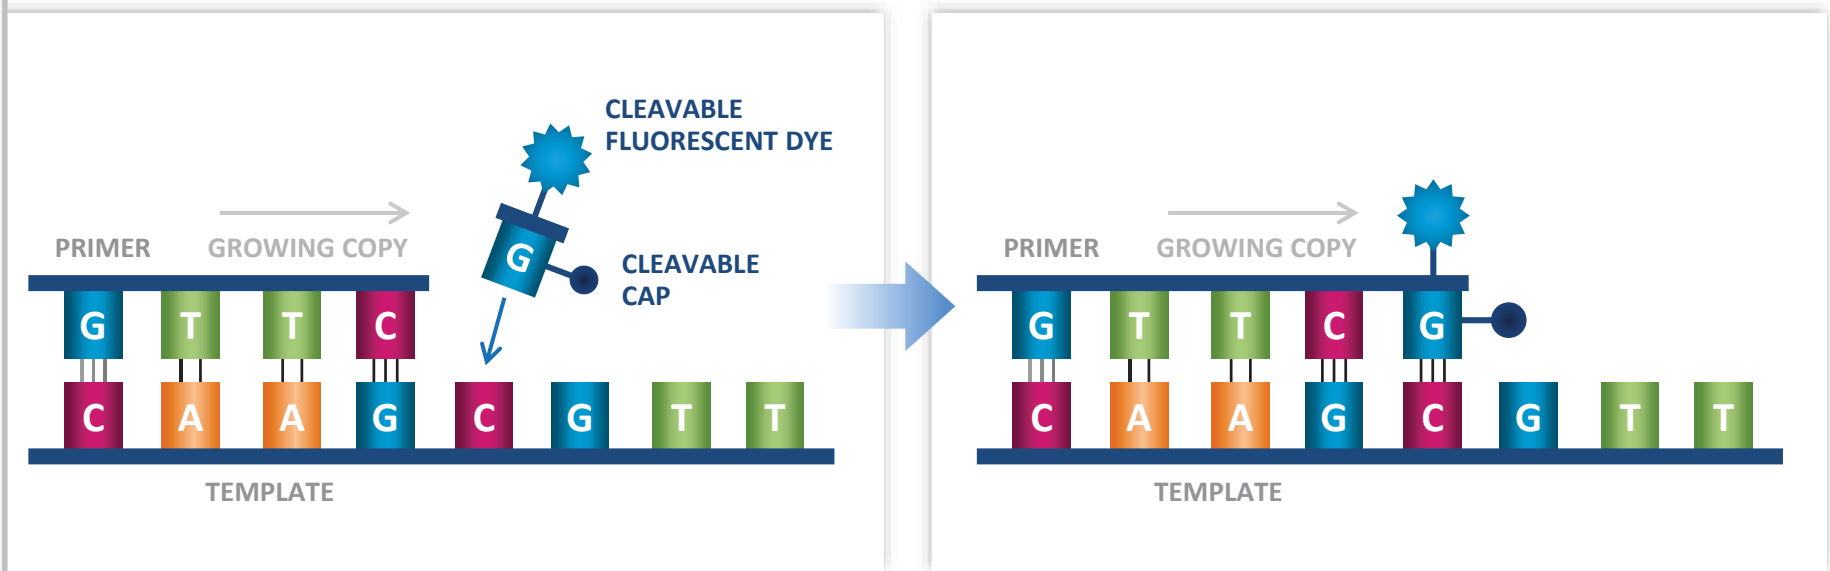 CLEAVABLE
FLUORESCENT DYE
PRIMER
GROWING COPY
G
CLEAVABLE
CAP
G T T C
C A A G C G T T
TEMPLATE
PRIMER
GROWING COPY
G T T C G
C A A G C G T T
TEMPLATE